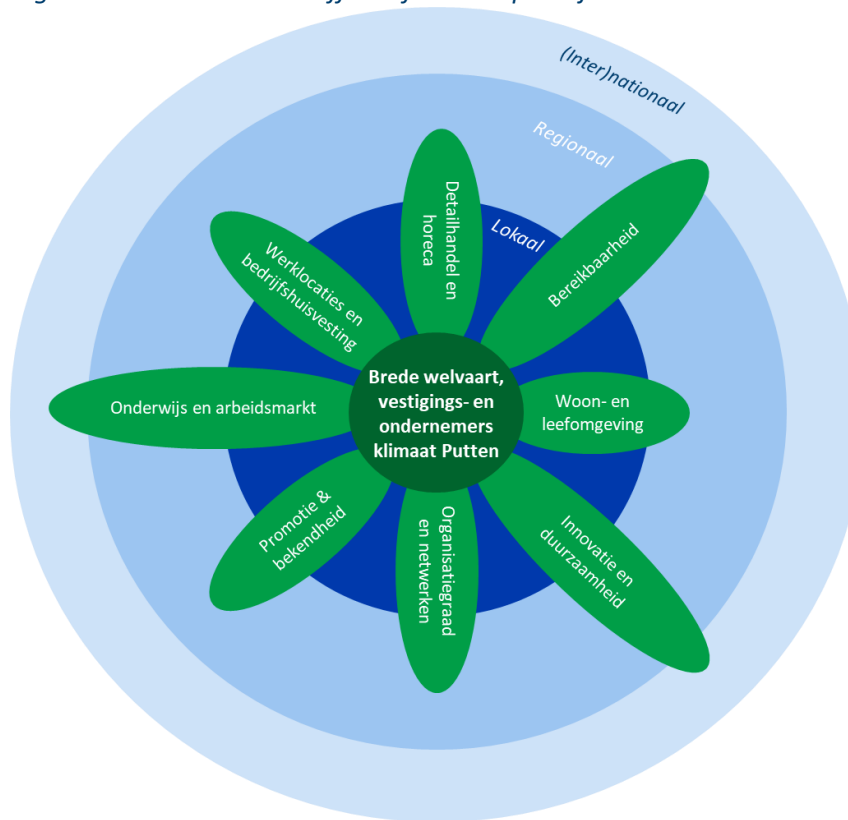 (Inter)nationaal
Regionaal
Lokaal
Detailhandel en
horeca
Bereikbaarheid
Werklocaties en
bedrijfshuisvesting
Brede welvaart,
vestigings- en
ondernemers
klimaat Putten
Woon- en
leefomgeving
Onderwijs en arbeidsmarkt
Promotie &
bekendheid
Organisatiegraad
en netwerken
Innovatie en
duurzaamheid